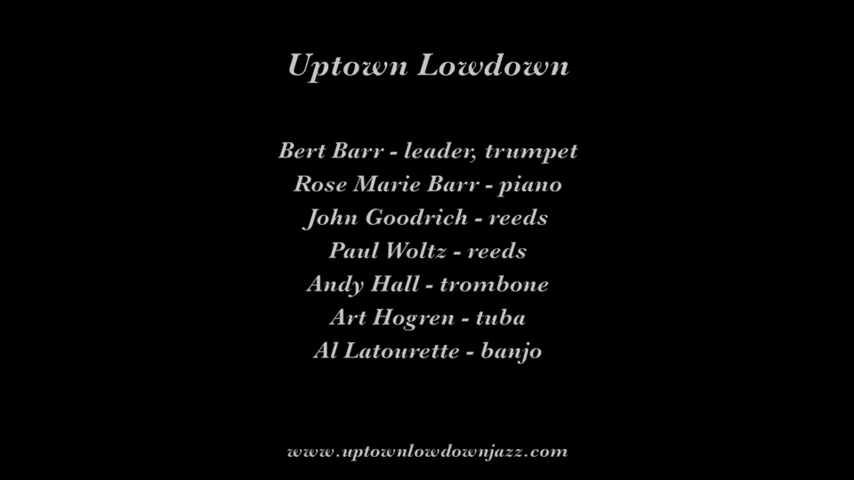 Uptown Lowdown
Bert Barr - leader, trumpet
Rose Marie Barr - piano
John Goodrich - reeds
Paul Woltz - reeds
Andy Hall - trombone
Art Hogren - tuba
Al Latourette - banjo
www.uptownlowdownjazz.com